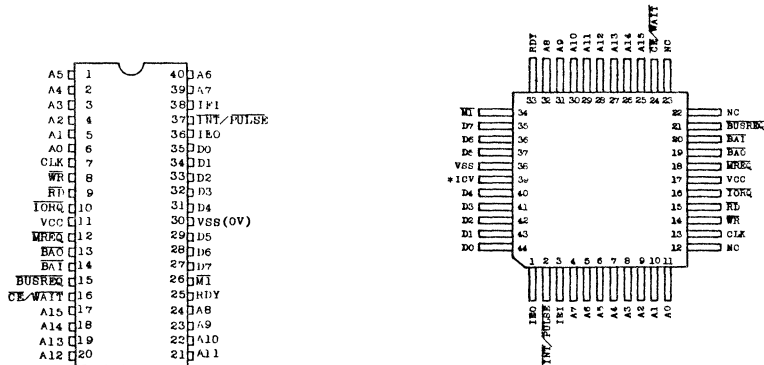 A5 1 40 A6
A4 2 39 A7
A3 3 38 IEI
A2 4 37 INT/PULSE
A1 5 36 IEO
A0 6 35 D0
CLK 7 34 D1
WR 8 33 D2
RD 9 32 D3
IORQ 10 31 D4
VCC 11 30 VSS(0V)
MREQ 12 29 D5
BAO 13 28 D6
BAI 14 27 D7
BUSREQ 15 26 M1
CE/WAIT 16 25 RDY
A15 17 24 A8
A14 18 23 A9
A13 19 22 A10
A12 20 21 A11
RDY A8 A9 A10 A11 A12 A13 A14 A15 CE/WAIT NC
33 32 31 30 29 28 27 26 25 24 23
M1 34 22 NC
D7 35 21 BUSREQ
D6 36 20 BAI
D5 37 19 BAO
VSS 38 18 MREQ
*ICV 39 17 VCC
D4 40 16 IORQ
D3 41 15 RD
D2 42 14 WR
D1 43 13 CLK
D0 44 12 NC
1 2 3 4 5 6 7 8 9 10 11
IEO INT/PULSE IEI A7 A6 A5 A4 A3 A2 A1 A0